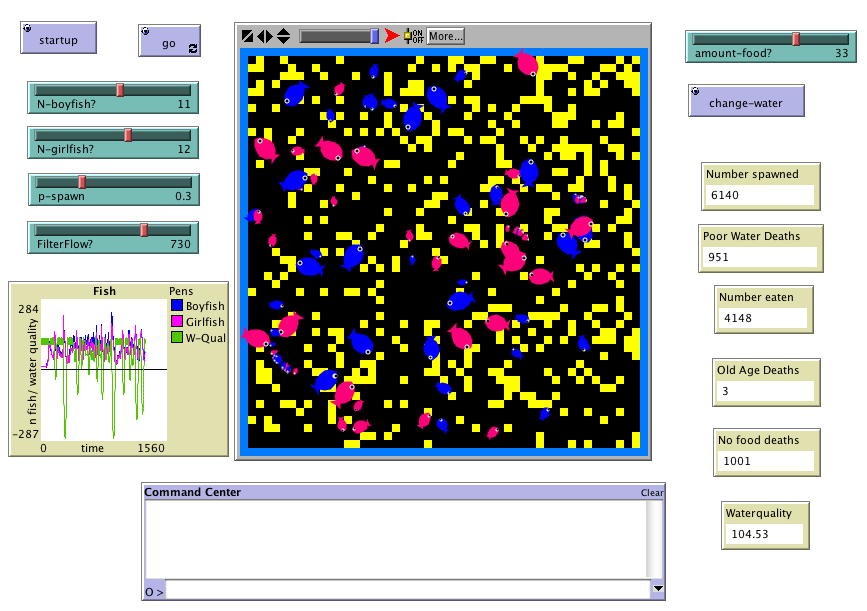 startup
go
N-boyfish? 11
N-girlfish? 12
p-spawn 0.3
FilterFlow? 730
Fish
Pens
284
Boyfish
Girlfish
W-Qual
n fish/ water quality
-287
0 time 1560
ON
OFF
More...
amount-food? 33
change-water
Number spawned
6140
Poor Water Deaths
951
Number eaten
4148
Old Age Deaths
3
No food deaths
1001
Waterquality
104.53
Command Center Clear
O >